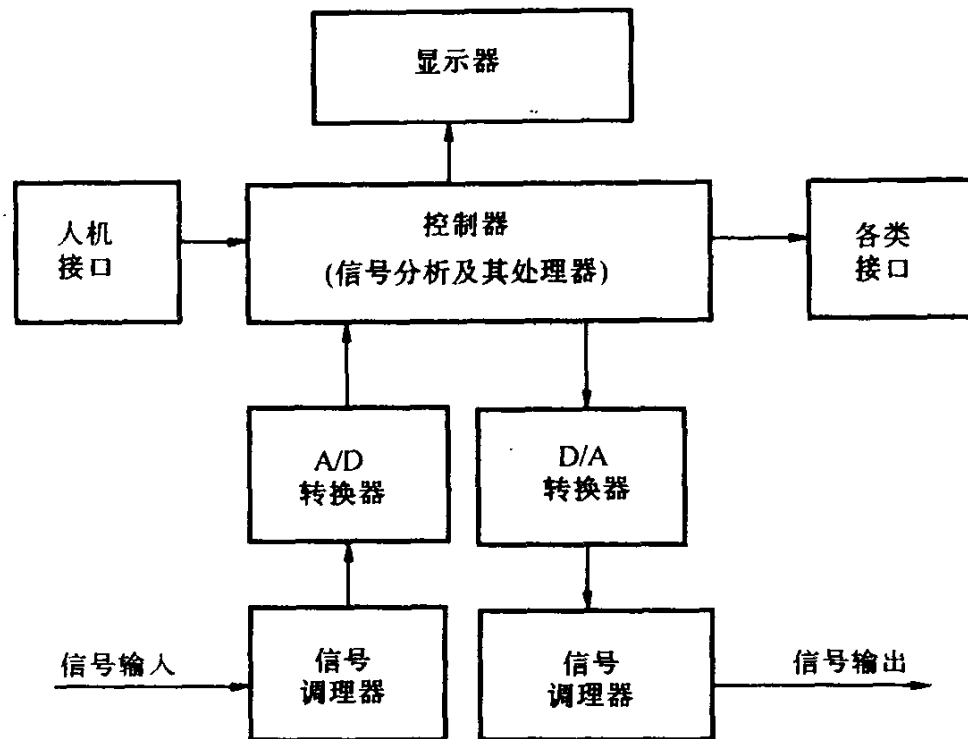 显示器
人机
接口
控制器
(信号分析及其处理器)
各类
接口
A/D
转换器
D/A
转换器
信号输入
信号
调理器
信号
调理器
信号输出